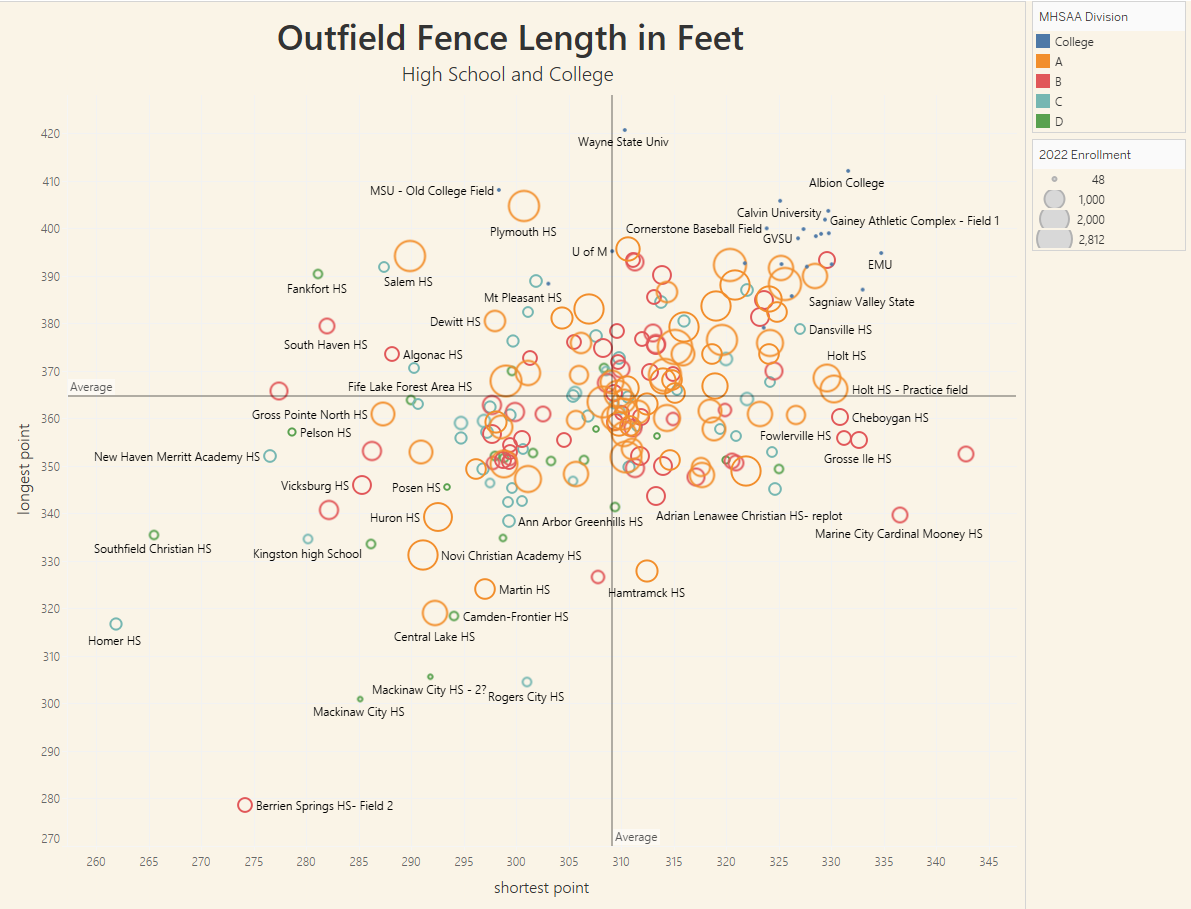 Outfield Fence Length in Feet
High School and College
MHSAA Division
College
A
B
C
D
2022 Enrollment
48
1,000
2,000
2,812
longest point
420
410
400
390
380
370
360
350
340
330
320
310
300
290
280
270
Average
Wayne State Univ
Albion College
MSU - Old College Field
Calvin University
Plymouth HS
Gainey Athletic Complex - Field 1
Cornerstone Baseball Field
GVSU
U of M
EMU
Salem HS
Fankfort HS
Mt Pleasant HS
Sagniaw Valley State
Dewitt HS
Dansville HS
South Haven HS
Algonac HS
Holt HS
Fife Lake Forest Area HS
Holt HS - Practice field
Gross Pointe North HS
Cheboygan HS
Pelson HS
Fowlerville HS
New Haven Merritt Academy HS
Grosse Ile HS
Vicksburg HS
Posen HS
Huron HS
Ann Arbor Greenhills HS
Adrian Lenawee Christian HS- replot
Marine City Cardinal Mooney HS
Southfield Christian HS
Kingston high School
Novi Christian Academy HS
Martin HS
Hamtramck HS
Camden-Frontier HS
Central Lake HS
Homer HS
Mackinaw City HS - 2?
Rogers City HS
Mackinaw City HS
Berrien Springs HS- Field 2
Average
260
265
270
275
280
285
290
295
300
305
310
315
320
325
330
335
340
345
shortest point